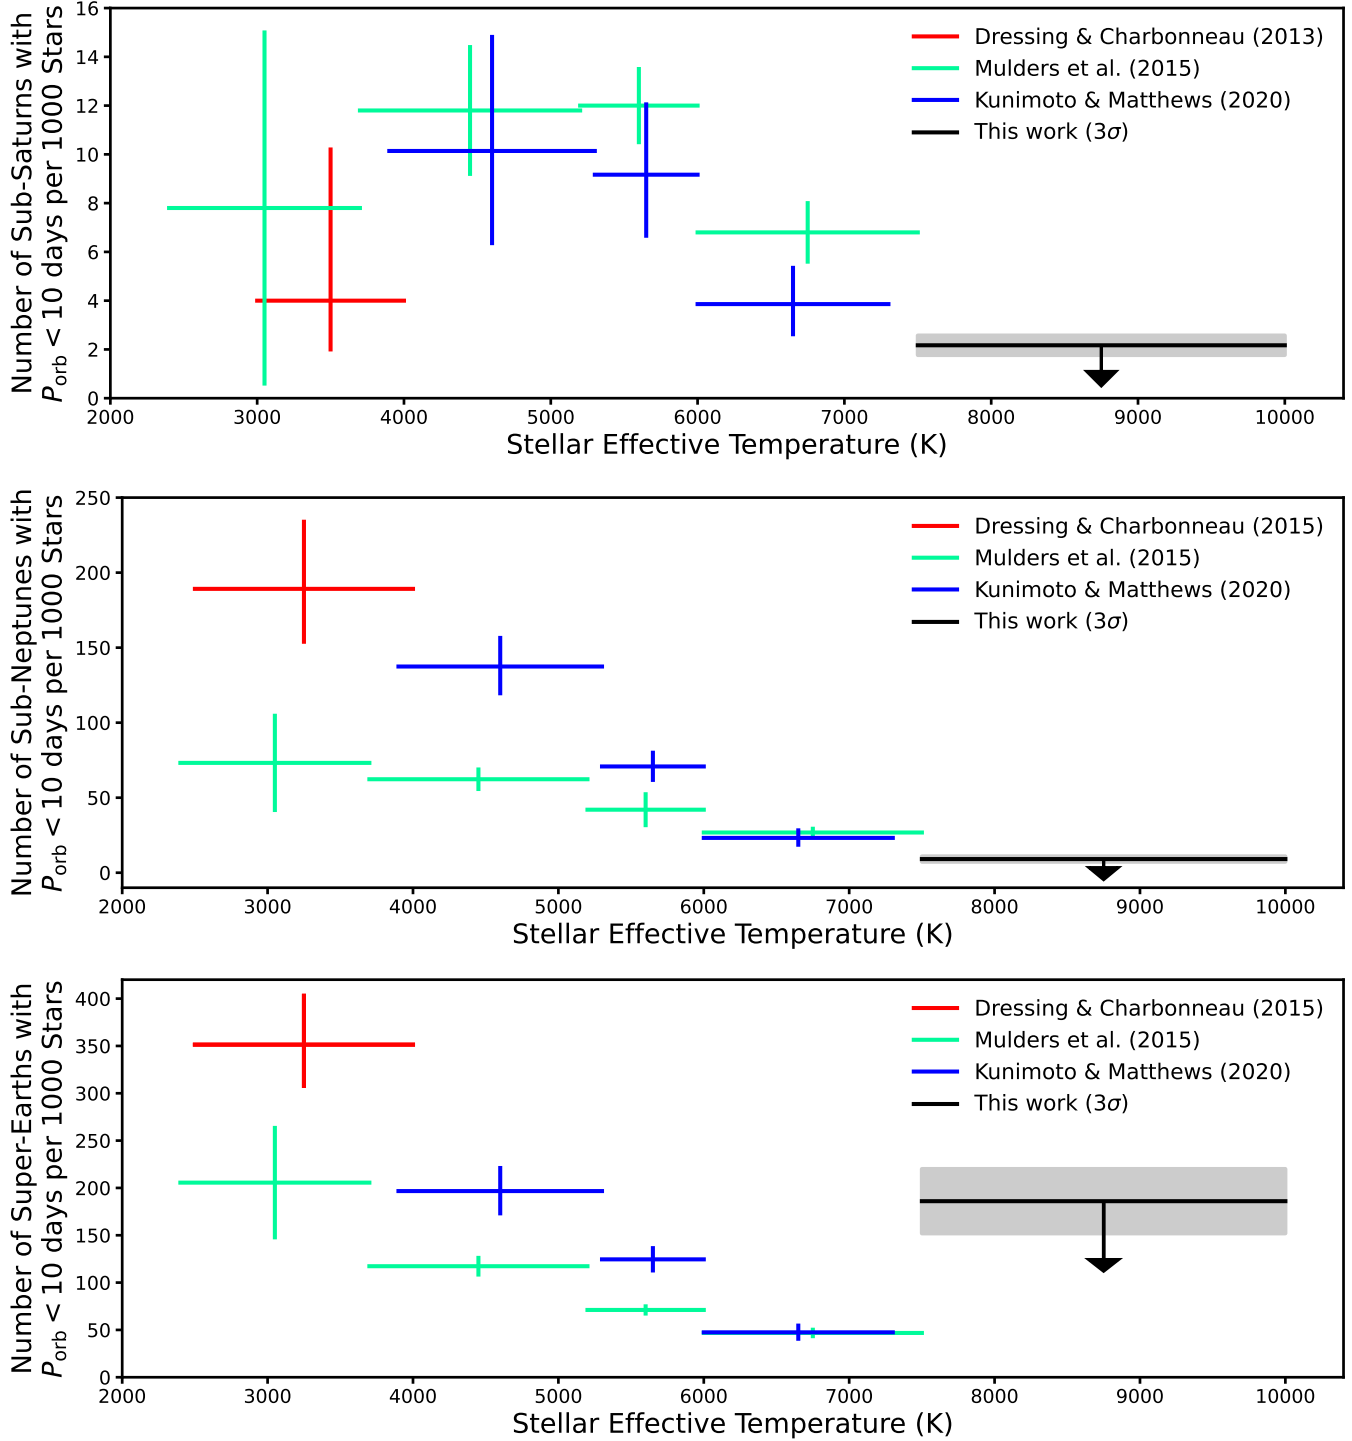 Number of Sub-Saturns with
P_orb < 10 days per 1000 Stars
16
14
12
10
8
6
4
2
0
2000 3000 4000 5000 6000 7000 8000 9000 10000
Stellar Effective Temperature (K)
Dressing & Charbonneau (2013)
Mulders et al. (2015)
Kunimoto & Matthews (2020)
This work (3σ)
Number of Sub-Neptunes with
P_orb < 10 days per 1000 Stars
250
200
150
100
50
0
2000 3000 4000 5000 6000 7000 8000 9000 10000
Stellar Effective Temperature (K)
Dressing & Charbonneau (2015)
Mulders et al. (2015)
Kunimoto & Matthews (2020)
This work (3σ)
Number of Super-Earths with
P_orb < 10 days per 1000 Stars
400
350
300
250
200
150
100
50
0
2000 3000 4000 5000 6000 7000 8000 9000 10000
Stellar Effective Temperature (K)
Dressing & Charbonneau (2015)
Mulders et al. (2015)
Kunimoto & Matthews (2020)
This work (3σ)